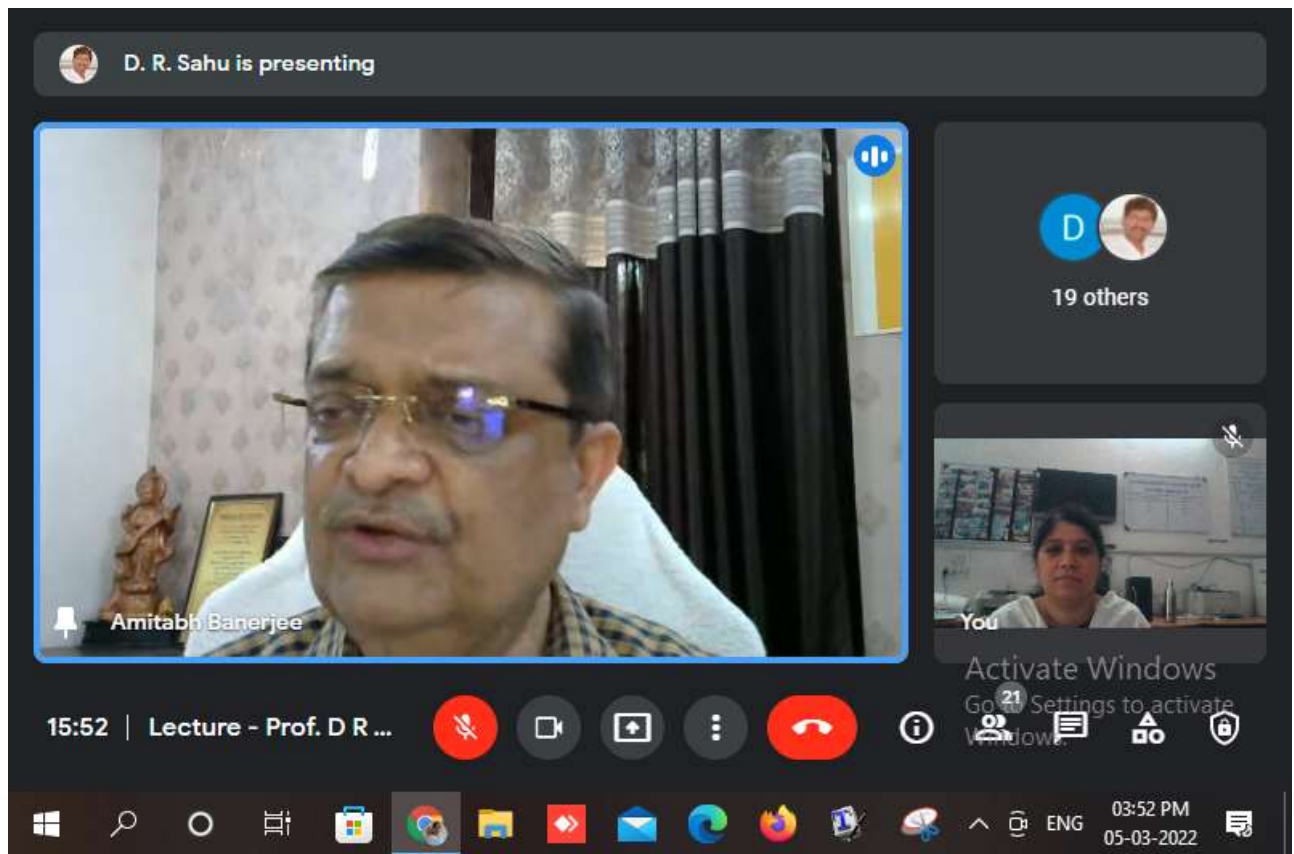 D. R. Sahu is presenting
D
19 others
Amitabh Banerjee
You
Activate Windows
Go to Settings to activate
Windows.
21
15:52 | Lecture - Prof. D R ...
ENG
03:52 PM
05-03-2022